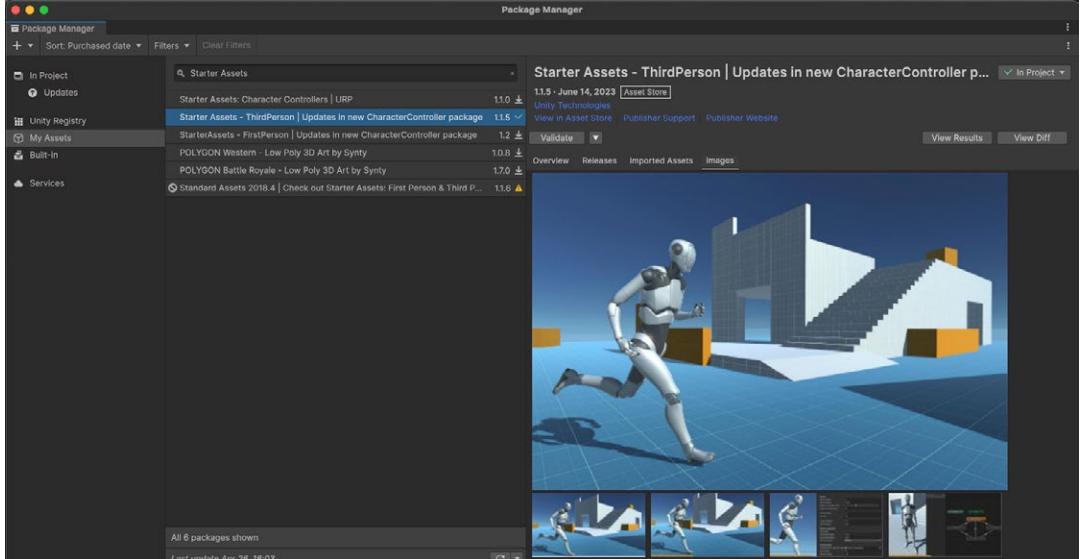 Package Manager
Package Manager
Sort: Purchased date
Filters
Clear Filters
In Project
Updates
Unity Registry
My Assets
Built-in
Services
Starter Assets
Starter Assets: Character Controllers | URP 1.1.0
Starter Assets - ThirdPerson | Updates in new CharacterController package 1.1.5
StarterAssets - FirstPerson | Updates in new CharacterController package 1.2
POLYGON Western - Low Poly 3D Art by Synty 1.0.8
POLYGON Battle Royale - Low Poly 3D Art by Synty 1.7.0
Standard Assets 2018.4 | Check out Starter Assets: First Person & Third P... 1.1.6
All 6 packages shown
Last update Apr 26, 16:03
Starter Assets - ThirdPerson | Updates in new CharacterController p...
In Project
1.1.5 · June 14, 2023 Asset Store
Unity Technologies
View in Asset Store Publisher Support Publisher Website
Validate
View Results
View Diff
Overview Releases Imported Assets Images